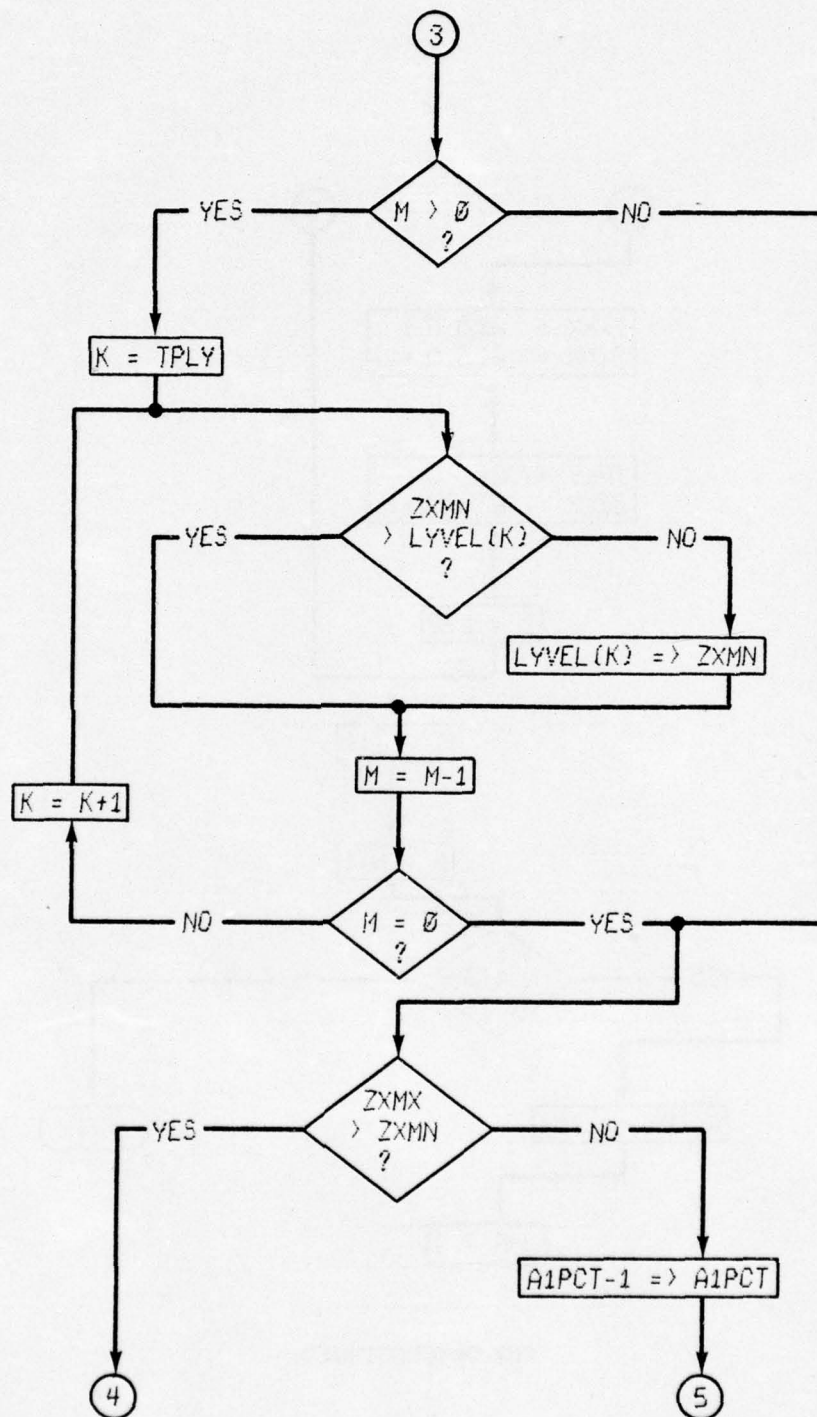 3
M > Ø
?
YES
NO
K = TPLY
ZXMN
> LYVEL(K)
?
YES
NO
LYVEL(K) => ZXMN
M = M-1
K = K+1
M = Ø
?
NO
YES
ZXMX
> ZXMN
?
YES
NO
A1PCT-1 => A1PCT
4
5